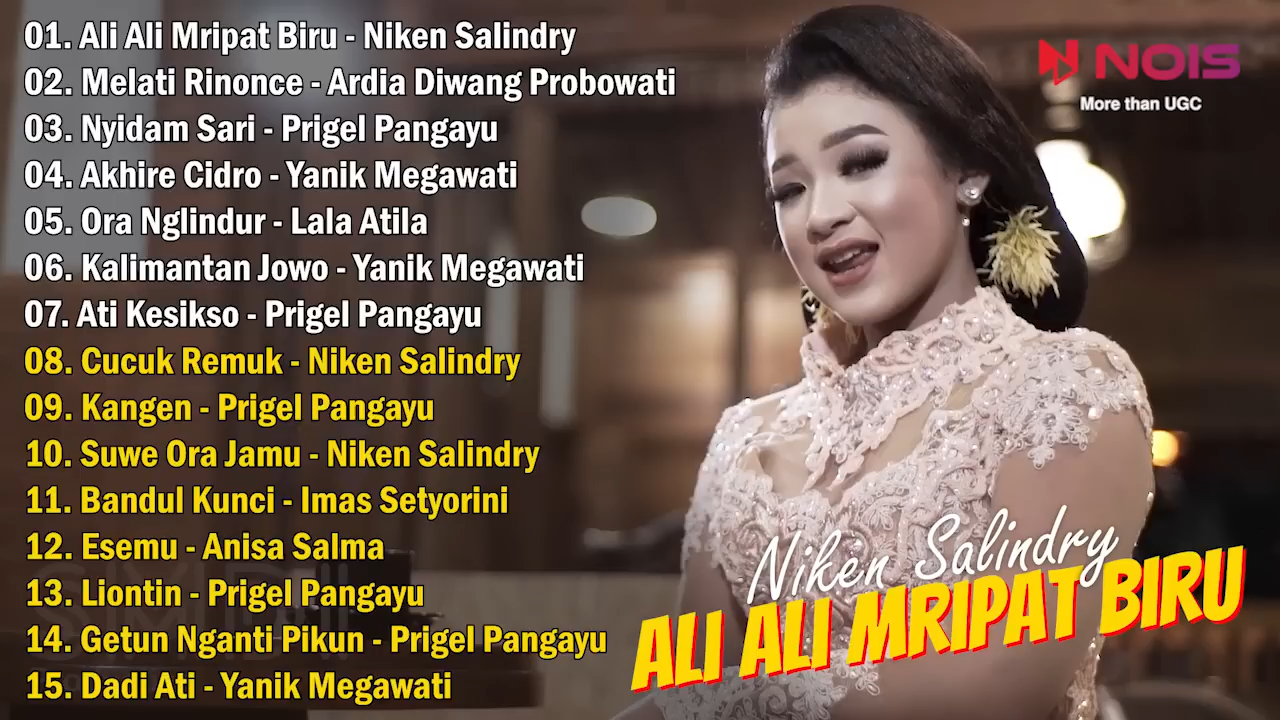 01. Ali Ali Mripat Biru - Niken Salindry
02. Melati Rinonce - Ardia Diwang Probowati
03. Nyidam Sari - Prigel Pangayu
04. Akhire Cidro - Yanik Megawati
05. Ora Nglindur - Lala Atila
06. Kalimantan Jowo - Yanik Megawati
07. Ati Kesikso - Prigel Pangayu
08. Cucuk Remuk - Niken Salindry
09. Kangen - Prigel Pangayu
10. Suwe Ora Jamu - Niken Salindry
11. Bandul Kunci - Imas Setyorini
12. Esemu - Anisa Salma
13. Liontin - Prigel Pangayu
14. Getun Nganti Pikun - Prigel Pangayu
15. Dadi Ati - Yanik Megawati
NOIS
More than UGC
Niken Salindry
ALI ALI MRIPAT BIRU